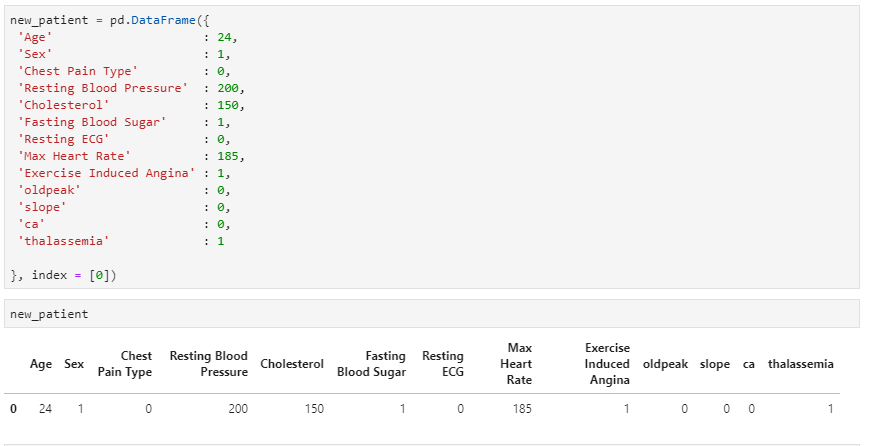 new_patient = pd.DataFrame({
'Age' : 24,
'Sex' : 1,
'Chest Pain Type' : 0,
'Resting Blood Pressure' : 200,
'Cholesterol' : 150,
'Fasting Blood Sugar' : 1,
'Resting ECG' : 0,
'Max Heart Rate' : 185,
'Exercise Induced Angina' : 1,
'oldpeak' : 0,
'slope' : 0,
'ca' : 0,
'thalassemia' : 1
}, index = [0])
new_patient
Age Sex Chest Pain Type Resting Blood Pressure Cholesterol Fasting Blood Sugar Resting ECG Max Heart Rate Exercise Induced Angina oldpeak slope ca thalassemia
0 24 1 0 200 150 1 0 185 1 0 0 0 1